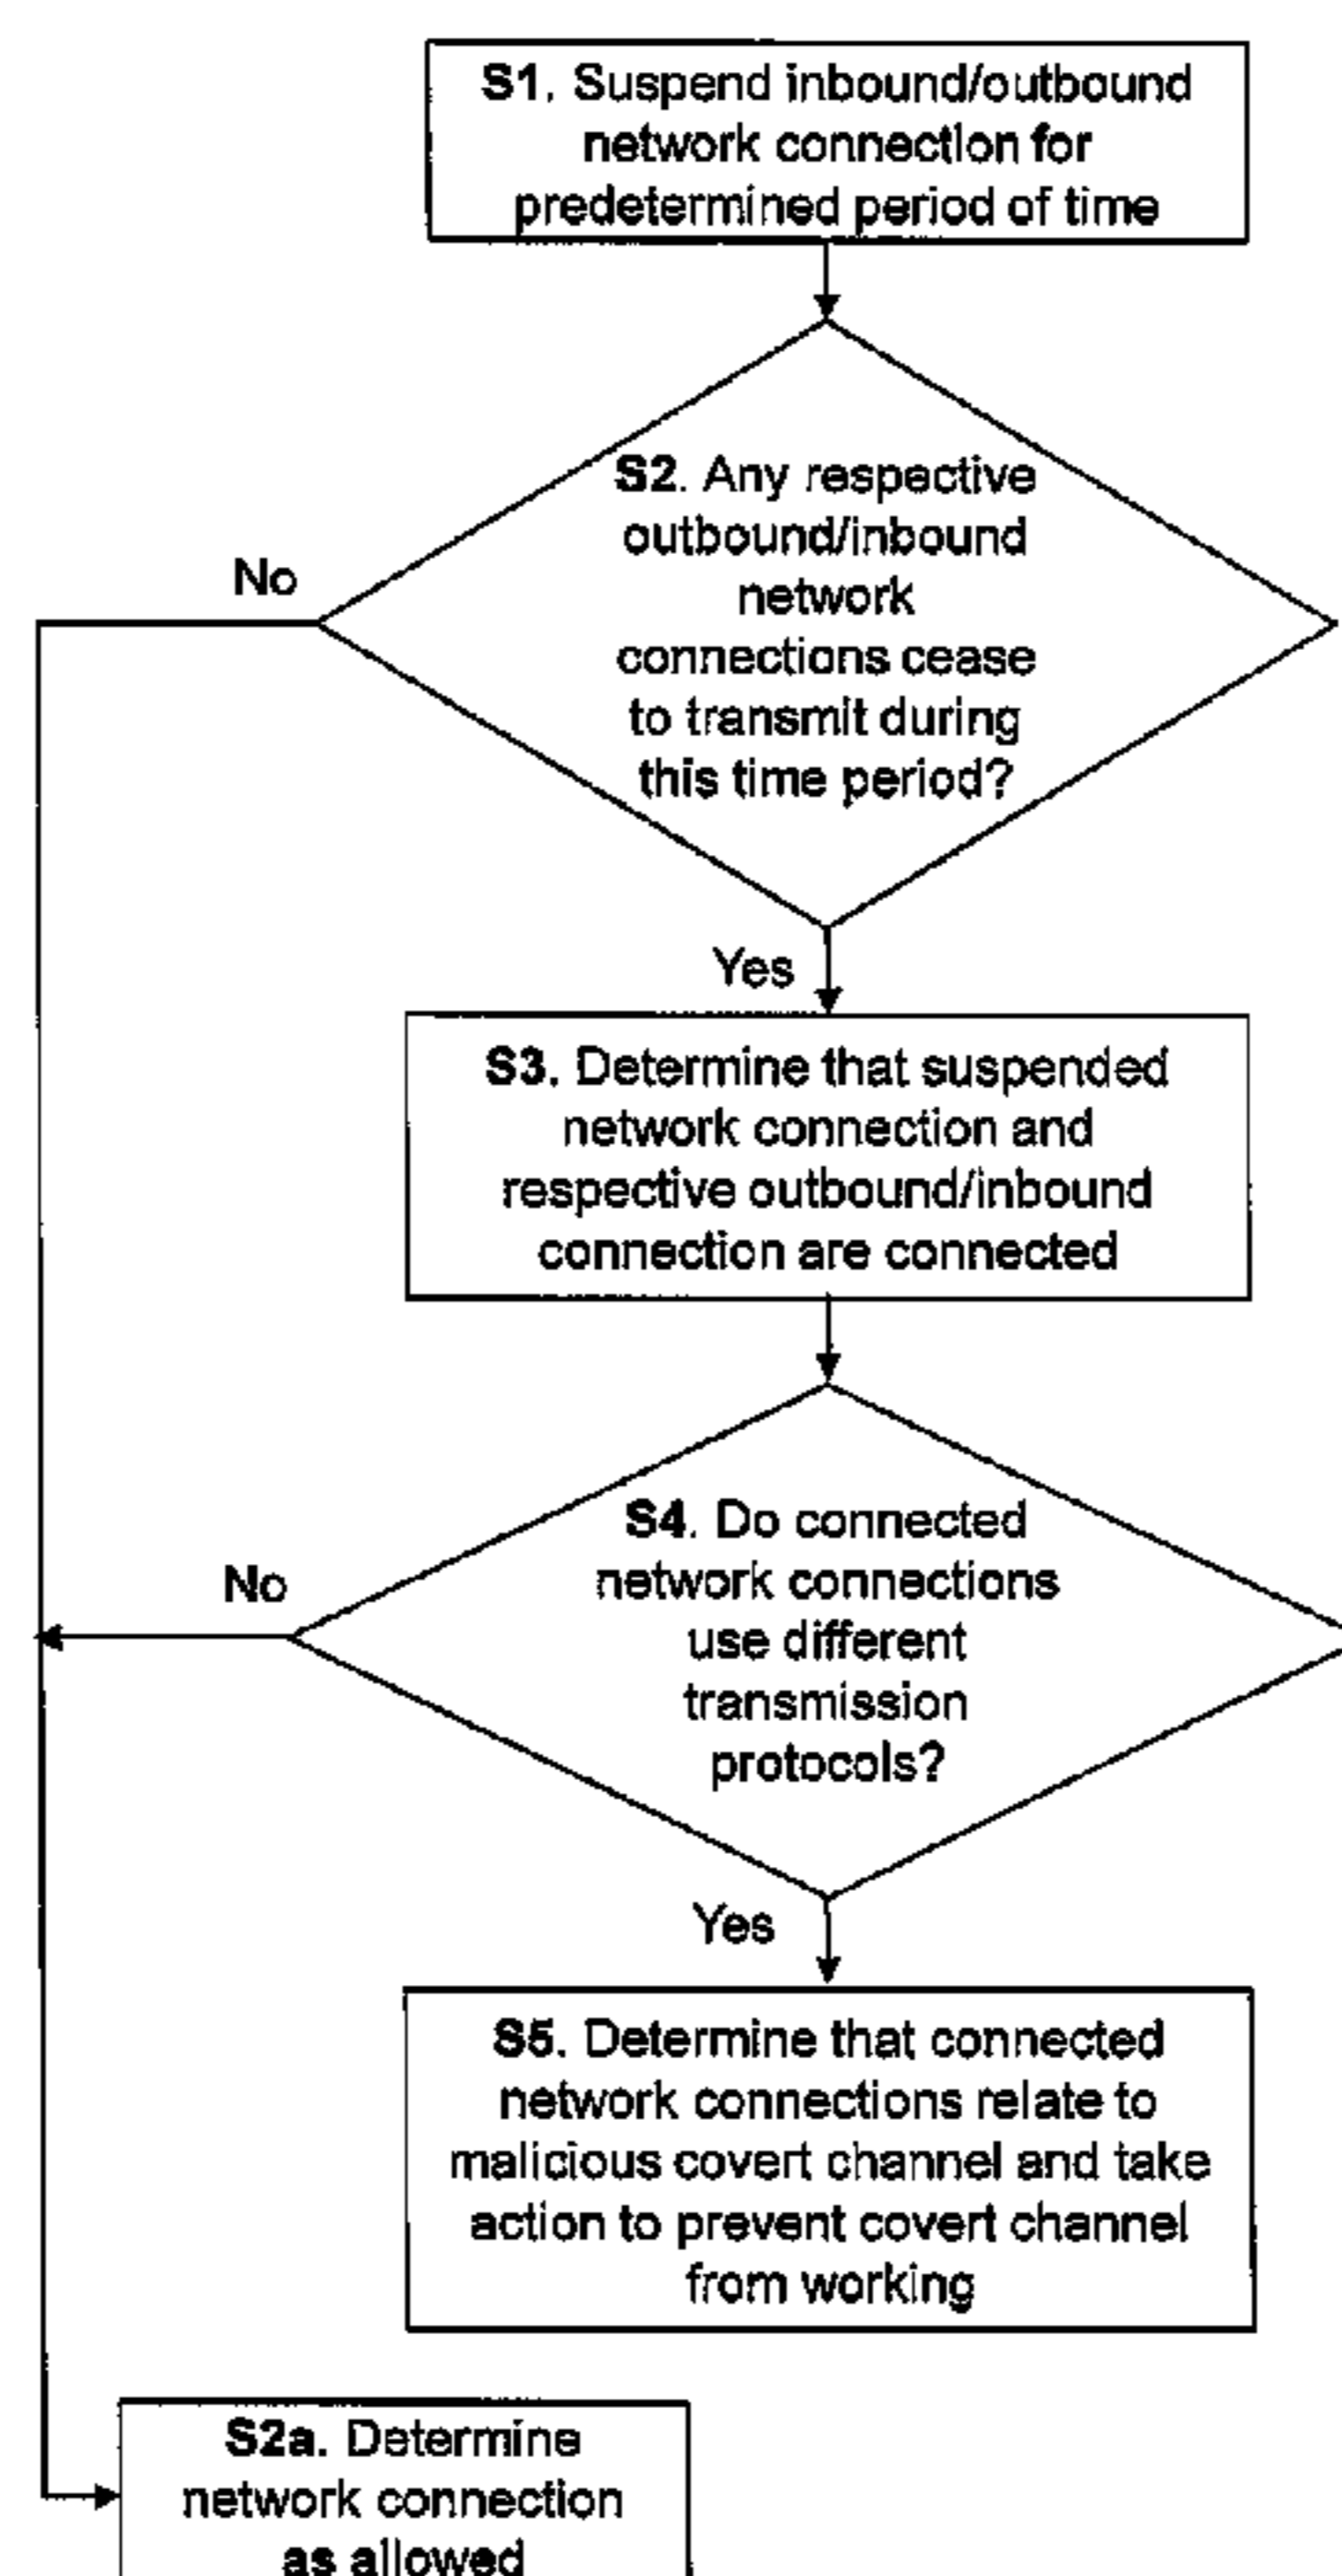 S1. Suspend inbound/outbound
network connection for
predetermined period of time
S2. Any respective
outbound/inbound
network
connections cease
to transmit during
this time period?
No
Yes
S3. Determine that suspended
network connection and
respective outbound/inbound
connection are connected
S4. Do connected
network connections
use different
transmission
protocols?
No
Yes
S5. Determine that connected
network connections relate to
malicious covert channel and take
action to prevent covert channel
from working
S2a. Determine
network connection
as allowed